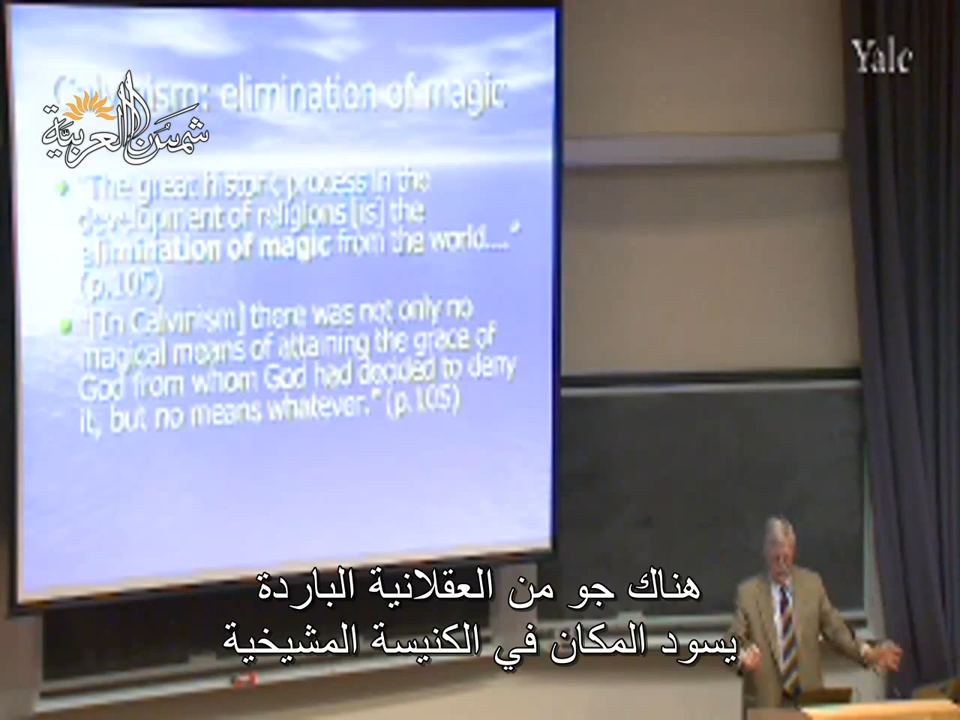 Yale
Calvinism: elimination of magic
شمس العربية
"The great historic process in the
development of religions [is] the
elimination of magic from the world...."
(p.105)
"[In Calvinism] there was not only no
magical means of attaining the grace of
God from whom God had decided to deny
it, but no means whatever." (p.105)
هناك جو من العقلانية الباردة
يسود المكان في الكنيسة المشيخية